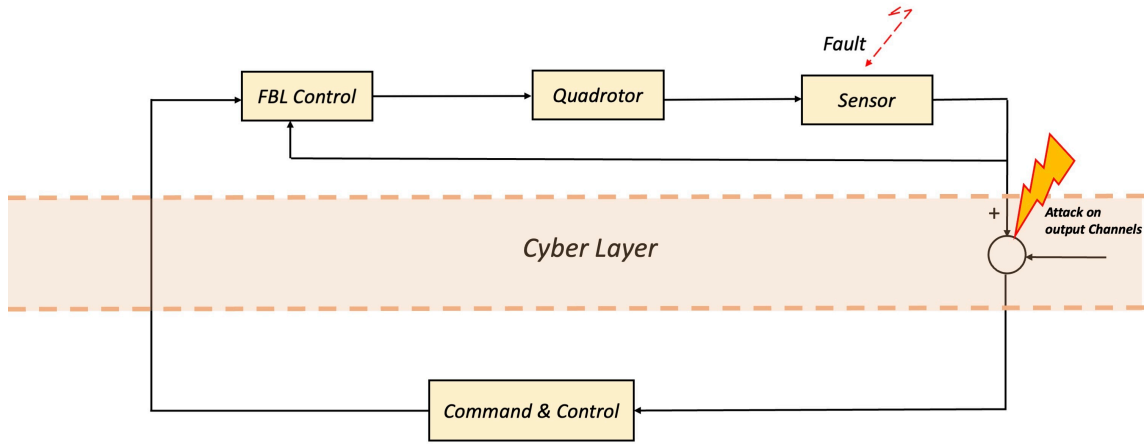 Fault
FBL Control
Quadrotor
Sensor
+
Attack on
output Channels
Cyber Layer
Command & Control